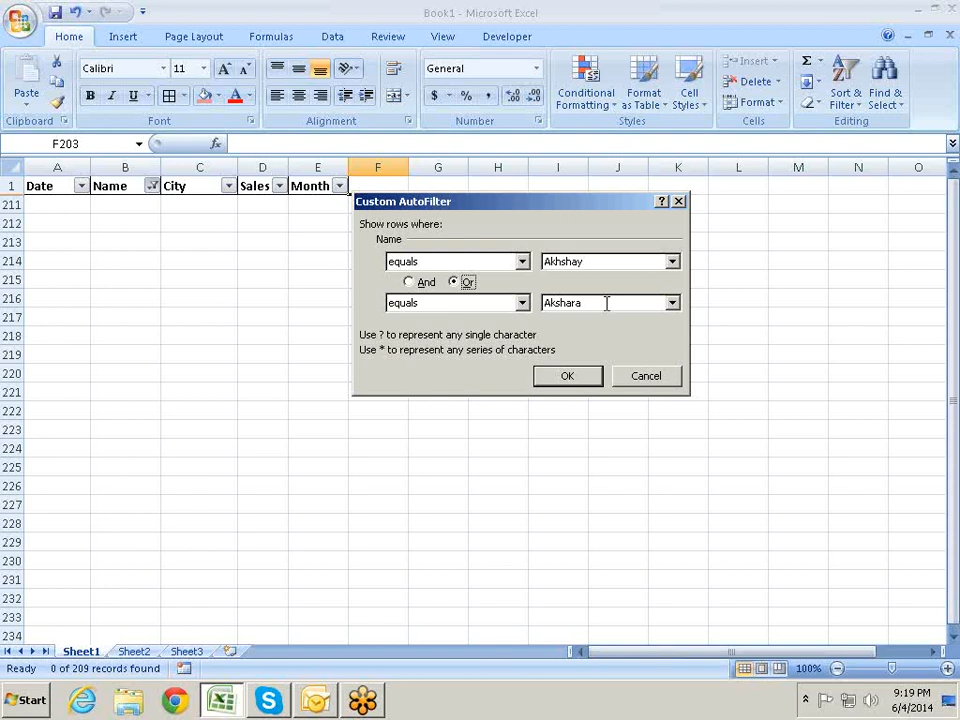 Book1 - Microsoft Excel
Home Insert Page Layout Formulas Data Review View Developer
Calibri 11 General Insert Σ
Paste B I U $ % , .0 .00 .00 .0 Conditional Formatting Format as Table Cell Styles Delete Format Sort & Filter Find & Select
Clipboard Font Alignment Number Styles Cells Editing
F203 fx
A B C D E F G H I J K L M N O
1 Date Name City Sales Month
Custom AutoFilter
211
Show rows where:
212
Name
213
214 equals Akhshay
215 And Or
216 equals Akshara
217
218 Use ? to represent any single character
219 Use * to represent any series of characters
220 OK Cancel
221
222
223
224
225
226
227
228
229
230
231
232
233
234
Sheet1 Sheet2 Sheet3
Ready 0 of 209 records found 100%
Start 9:19 PM
6/4/2014